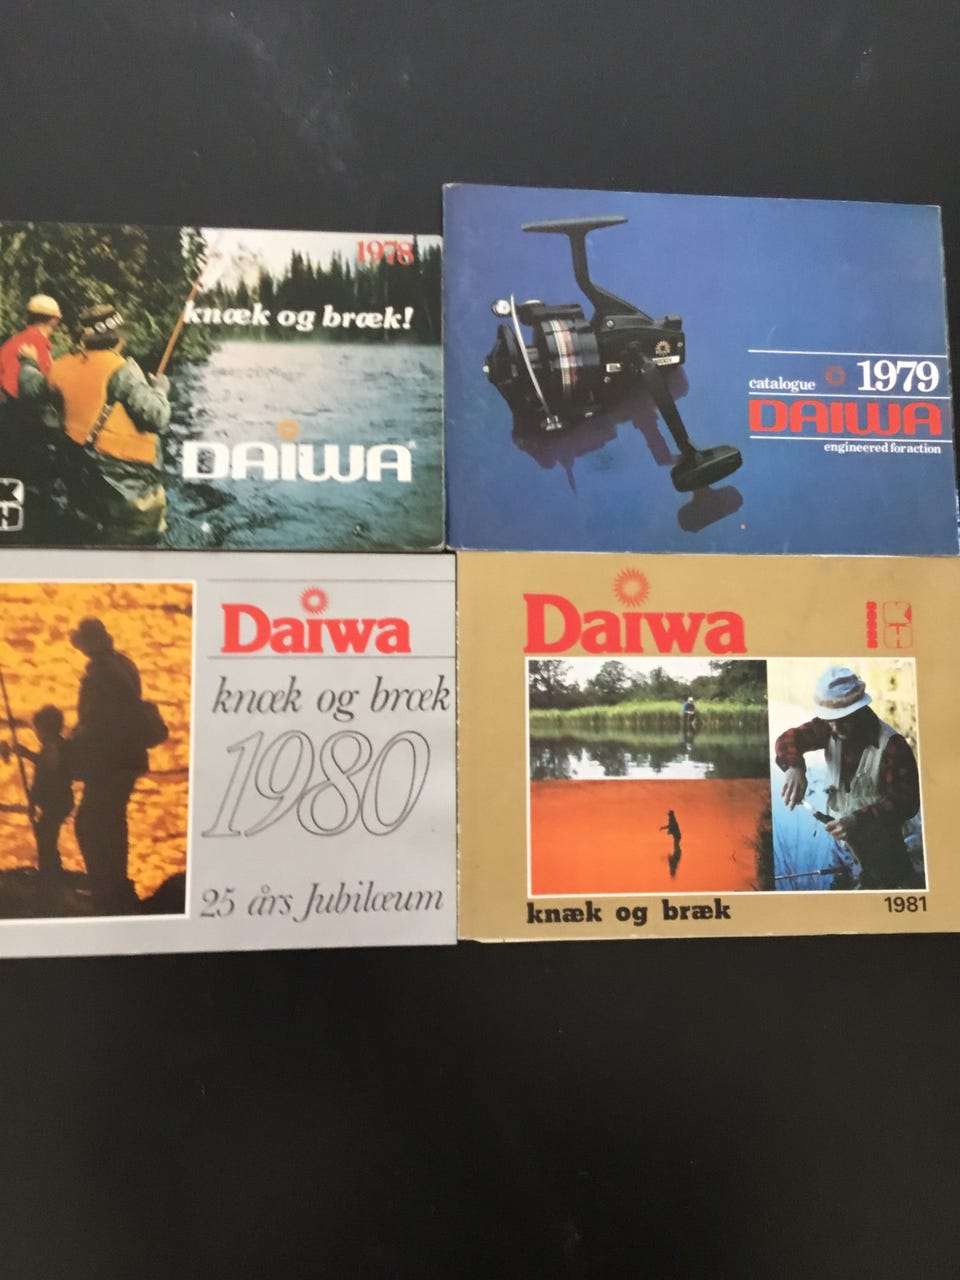 1978
knæk og bræk!
DAIWA
K
H
catalogue 1979
DAIWA
engineered for action
Daiwa
knæk og bræk
1980
25 års Jubilæum
Daiwa
knæk og bræk
1981